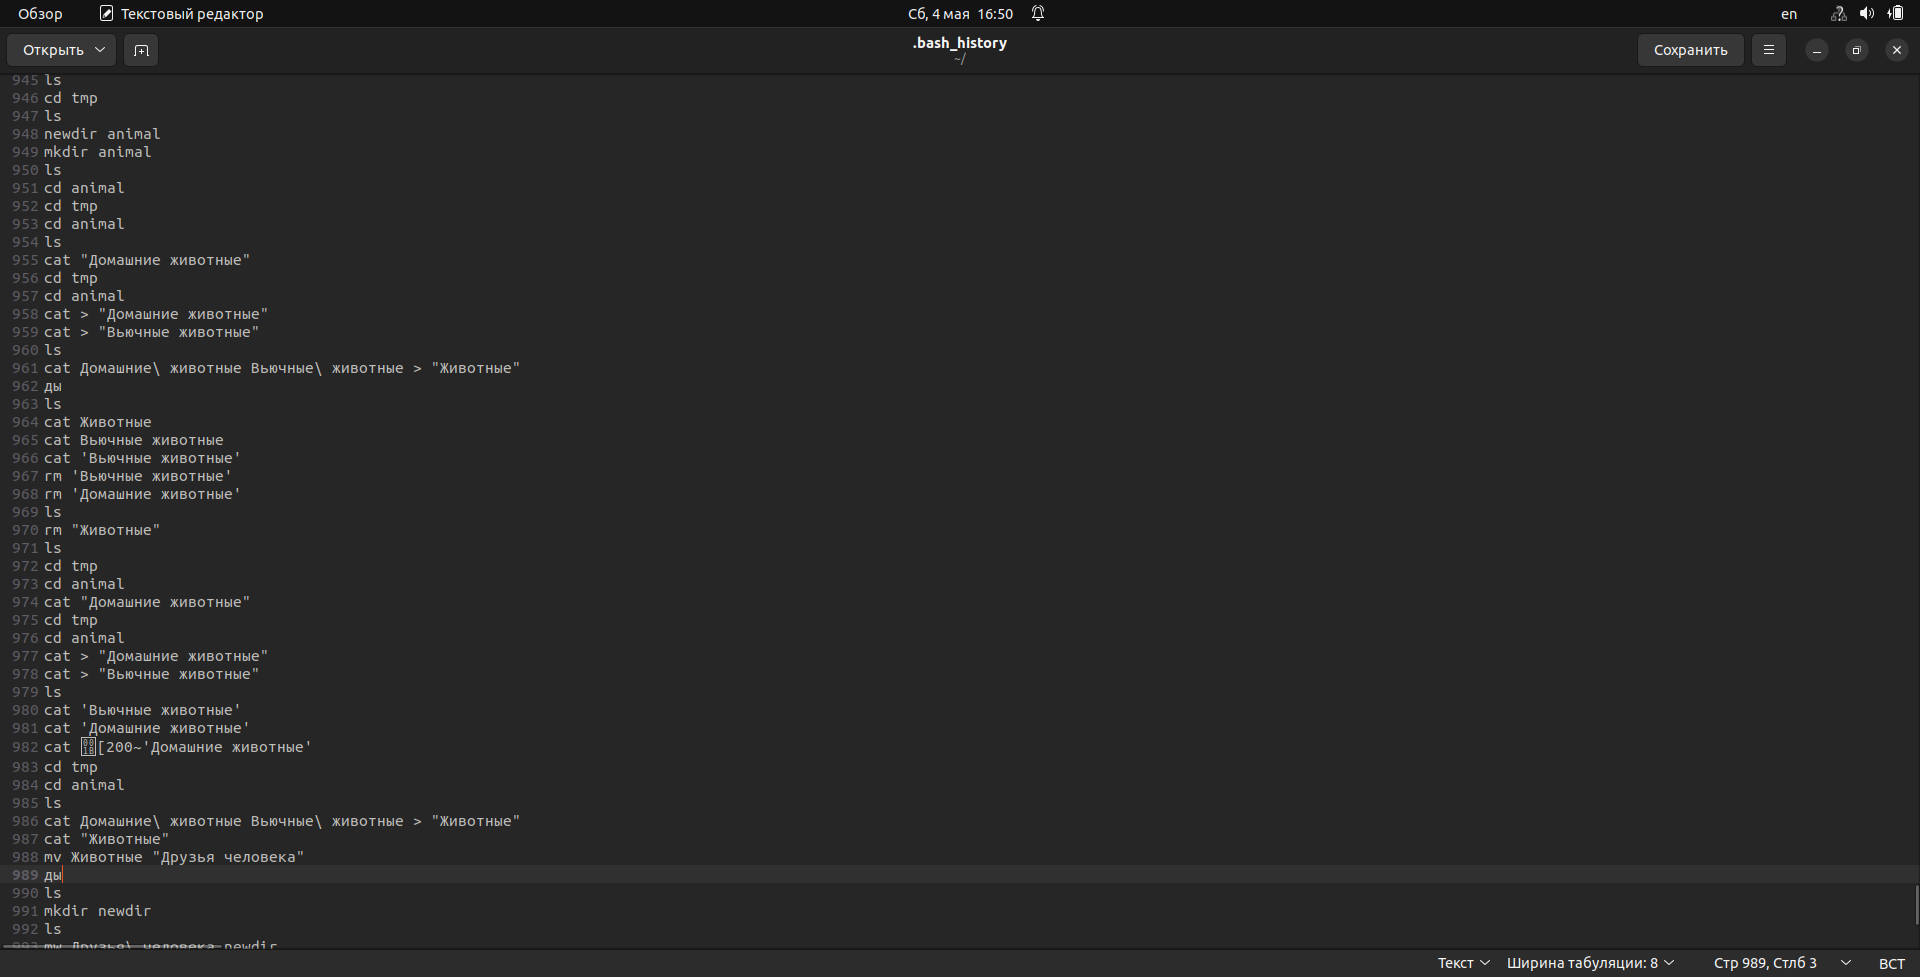 Обзор Текстовый редактор Сб, 4 мая 16:50 en
Открыть .bash_history Сохранить
~/
945 ls
946 cd tmp
947 ls
948 newdir animal
949 mkdir animal
950 ls
951 cd animal
952 cd tmp
953 cd animal
954 ls
955 cat "Домашние животные"
956 cd tmp
957 cd animal
958 cat > "Домашние животные"
959 cat > "Вьючные животные"
960 ls
961 cat Домашние\ животные Вьючные\ животные > "Животные"
962 ды
963 ls
964 cat Животные
965 cat Вьючные животные
966 cat 'Вьючные животные'
967 rm 'Вьючные животные'
968 rm 'Домашние животные'
969 ls
970 rm "Животные"
971 ls
972 cd tmp
973 cd animal
974 cat "Домашние животные"
975 cd tmp
976 cd animal
977 cat > "Домашние животные"
978 cat > "Вьючные животные"
979 ls
980 cat 'Вьючные животные'
981 cat 'Домашние животные'
982 cat 001B[200~'Домашние животные'
983 cd tmp
984 cd animal
985 ls
986 cat Домашние\ животные Вьючные\ животные > "Животные"
987 cat "Животные"
988 mv Животные "Друзья человека"
989 ды
990 ls
991 mkdir newdir
992 ls
993 mw Друзья\ человека newdir
Текст Ширина табуляции: 8 Стр 989, Стлб 3 ВСТ